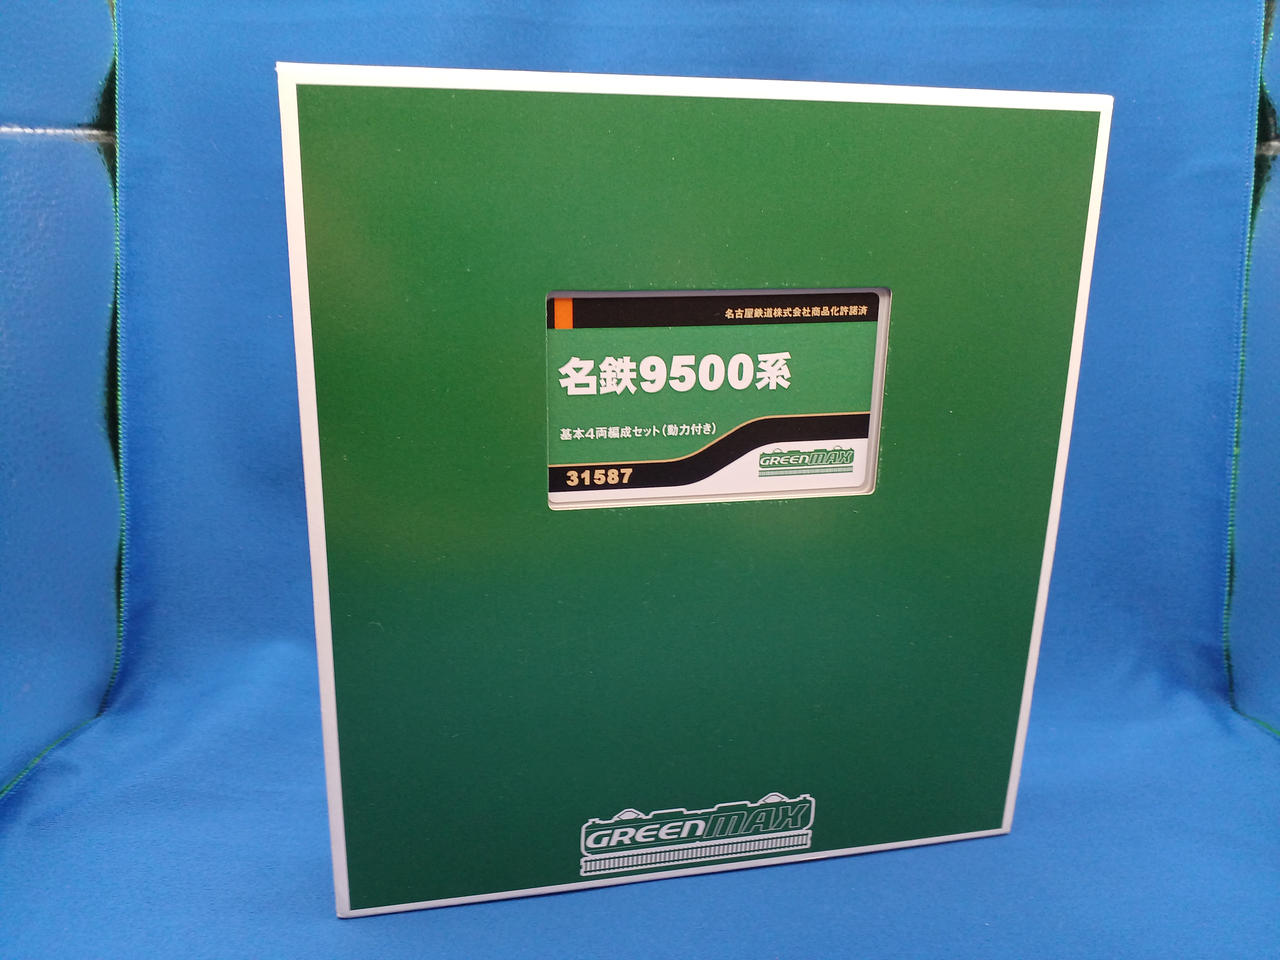 名古屋鉄道株式会社商品化許諾済
名鉄9500系
基本4両編成セット(動力付き)
31587
GREENMAX
GREENMAX